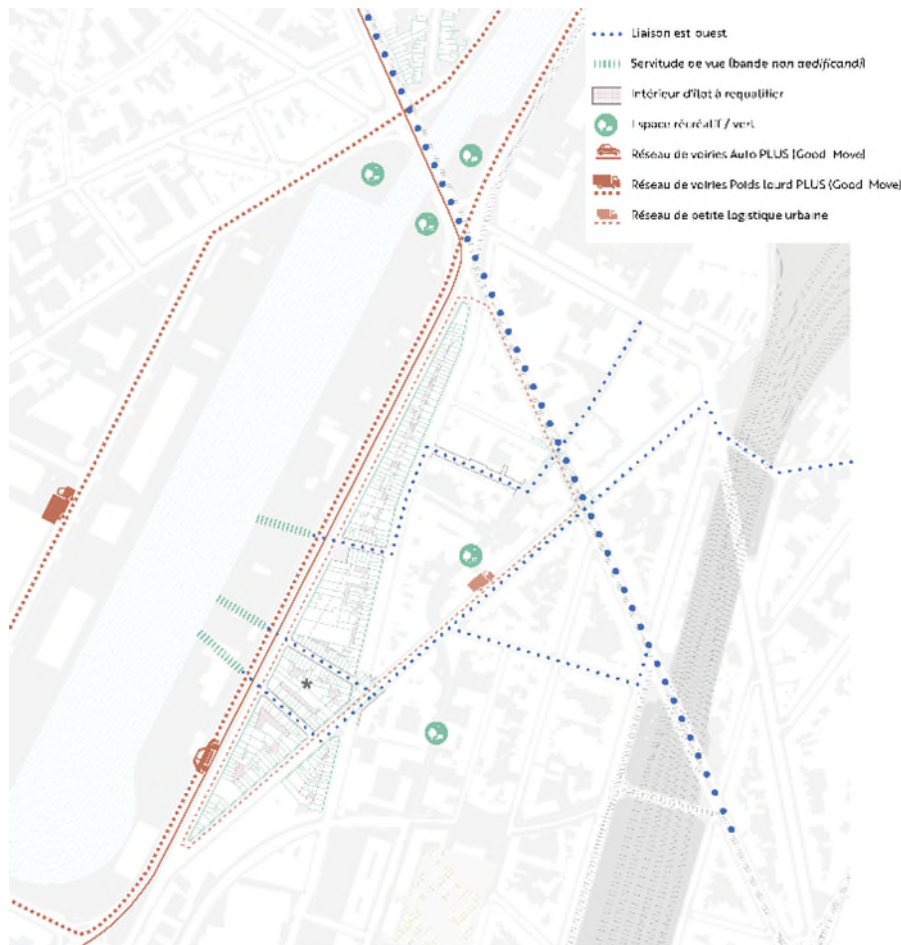 Liaison est ouest
Servitude de vue (bande non aedificandi)
Intérieur d'îlot à requalifier
Espace récréatif / vert
Réseau de voiries Auto PLUS (Good Move)
Réseau de voiries Poids lourd PLUS (Good Move)
Réseau de petite logistique urbaine
*